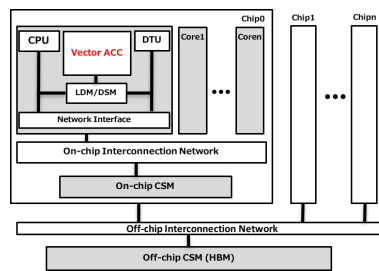 Chip0
Chip1
Chipn
CPU
Vector ACC
DTU
Core1
Coren
LDM/DSM
Network Interface
On-chip Interconnection Network
On-chip CSM
Off-chip Interconnection Network
Off-chip CSM (HBM)